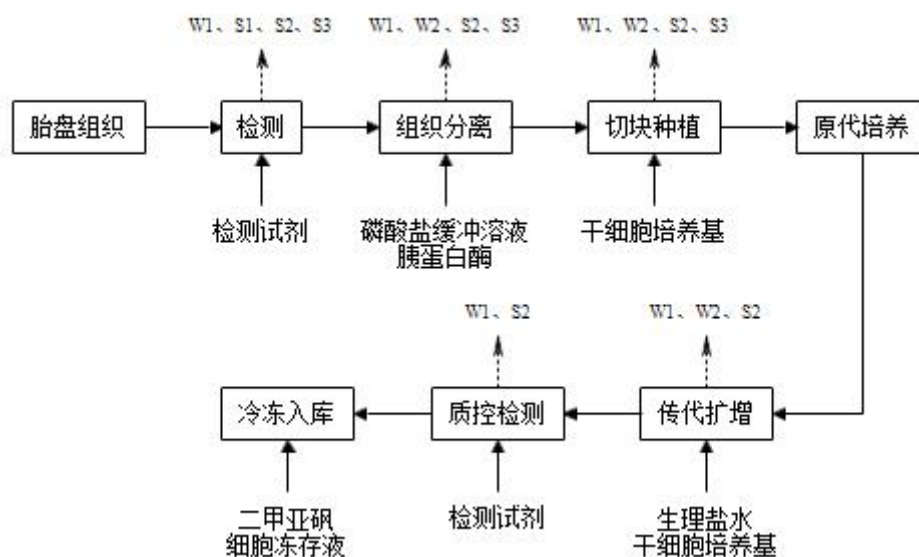 W1、S1、S2、S3
W1、W2、S2、S3
W1、W2、S2、S3
胎盘组织
检测
组织分离
切块种植
原代培养
检测试剂
磷酸盐缓冲溶液
胰蛋白酶
干细胞培养基
W1、S2
W1、W2、S2
冷冻入库
质控检测
传代扩增
二甲亚砜
细胞冻存液
检测试剂
生理盐水
干细胞培养基